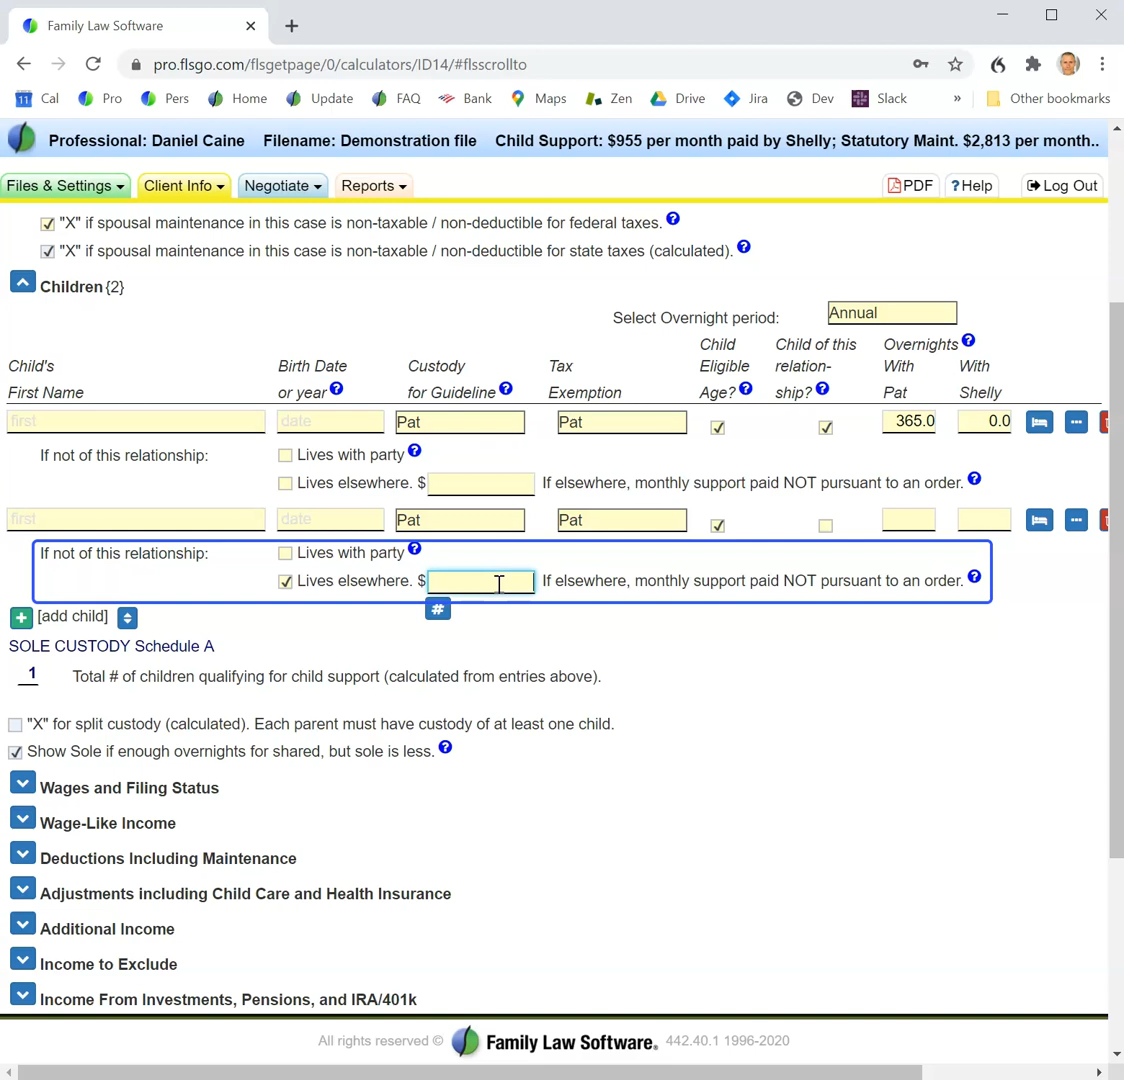 Family Law Software
pro.flsgo.com/flsgetpage/0/calculators/ID14/#flsscrollto
11 Cal Pro Pers Home Update FAQ Bank Maps Zen Drive Jira Dev Slack » Other bookmarks
Professional: Daniel Caine Filename: Demonstration file Child Support: $955 per month paid by Shelly; Statutory Maint. $2,813 per month..
Files & Settings Client Info Negotiate Reports PDF ?Help Log Out
"X" if spousal maintenance in this case is non-taxable / non-deductible for federal taxes. ?
"X" if spousal maintenance in this case is non-taxable / non-deductible for state taxes (calculated). ?
Children {2}
Select Overnight period: Annual
Child Child of this Overnights ?
Child's Birth Date Custody Tax Eligible relation- With With
First Name or year ? for Guideline ? Exemption Age? ? ship? ? Pat Shelly
first date Pat Pat 365.0 0.0
If not of this relationship: Lives with party ?
Lives elsewhere. $ If elsewhere, monthly support paid NOT pursuant to an order. ?
first date Pat Pat
If not of this relationship: Lives with party ?
Lives elsewhere. $ If elsewhere, monthly support paid NOT pursuant to an order. ?
#
+ [add child]
SOLE CUSTODY Schedule A
1 Total # of children qualifying for child support (calculated from entries above).
"X" for split custody (calculated). Each parent must have custody of at least one child.
Show Sole if enough overnights for shared, but sole is less. ?
Wages and Filing Status
Wage-Like Income
Deductions Including Maintenance
Adjustments including Child Care and Health Insurance
Additional Income
Income to Exclude
Income From Investments, Pensions, and IRA/401k
All rights reserved © Family Law Software. 442.40.1 1996-2020